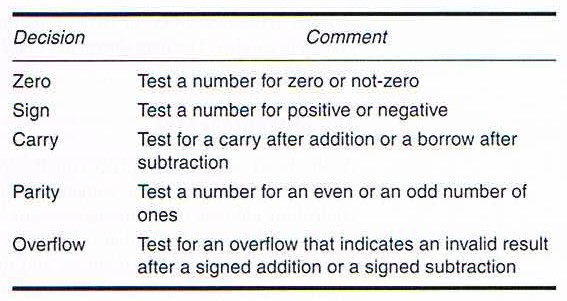 Decision Comment
Zero Test a number for zero or not-zero
Sign Test a number for positive or negative
Carry Test for a carry after addition or a borrow after
subtraction
Parity Test a number for an even or an odd number of
ones
Overflow Test for an overflow that indicates an invalid result
after a signed addition or a signed subtraction